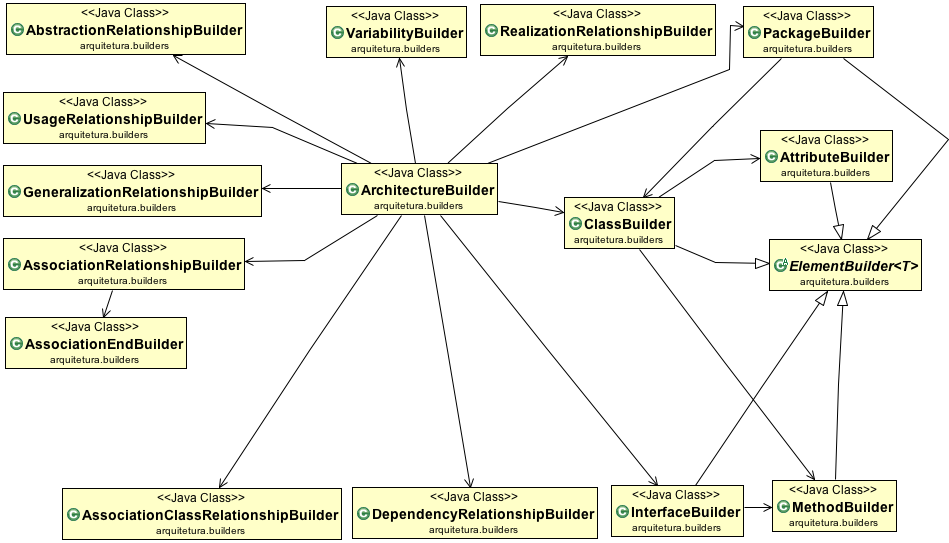 <<Java Class>>
AbstractionRelationshipBuilder
arquitetura.builders
<<Java Class>>
VariabilityBuilder
arquitetura.builders
<<Java Class>>
RealizationRelationshipBuilder
arquitetura.builders
<<Java Class>>
PackageBuilder
arquitetura.builders
<<Java Class>>
UsageRelationshipBuilder
arquitetura.builders
<<Java Class>>
AttributeBuilder
arquitetura.builders
<<Java Class>>
GeneralizationRelationshipBuilder
arquitetura.builders
<<Java Class>>
ArchitectureBuilder
arquitetura.builders
<<Java Class>>
ClassBuilder
arquitetura.builders
<<Java Class>>
AssociationRelationshipBuilder
arquitetura.builders
<<Java Class>>
ElementBuilder<T>
arquitetura.builders
<<Java Class>>
AssociationEndBuilder
arquitetura.builders
<<Java Class>>
AssociationClassRelationshipBuilder
arquitetura.builders
<<Java Class>>
DependencyRelationshipBuilder
arquitetura.builders
<<Java Class>>
InterfaceBuilder
arquitetura.builders
<<Java Class>>
MethodBuilder
arquitetura.builders